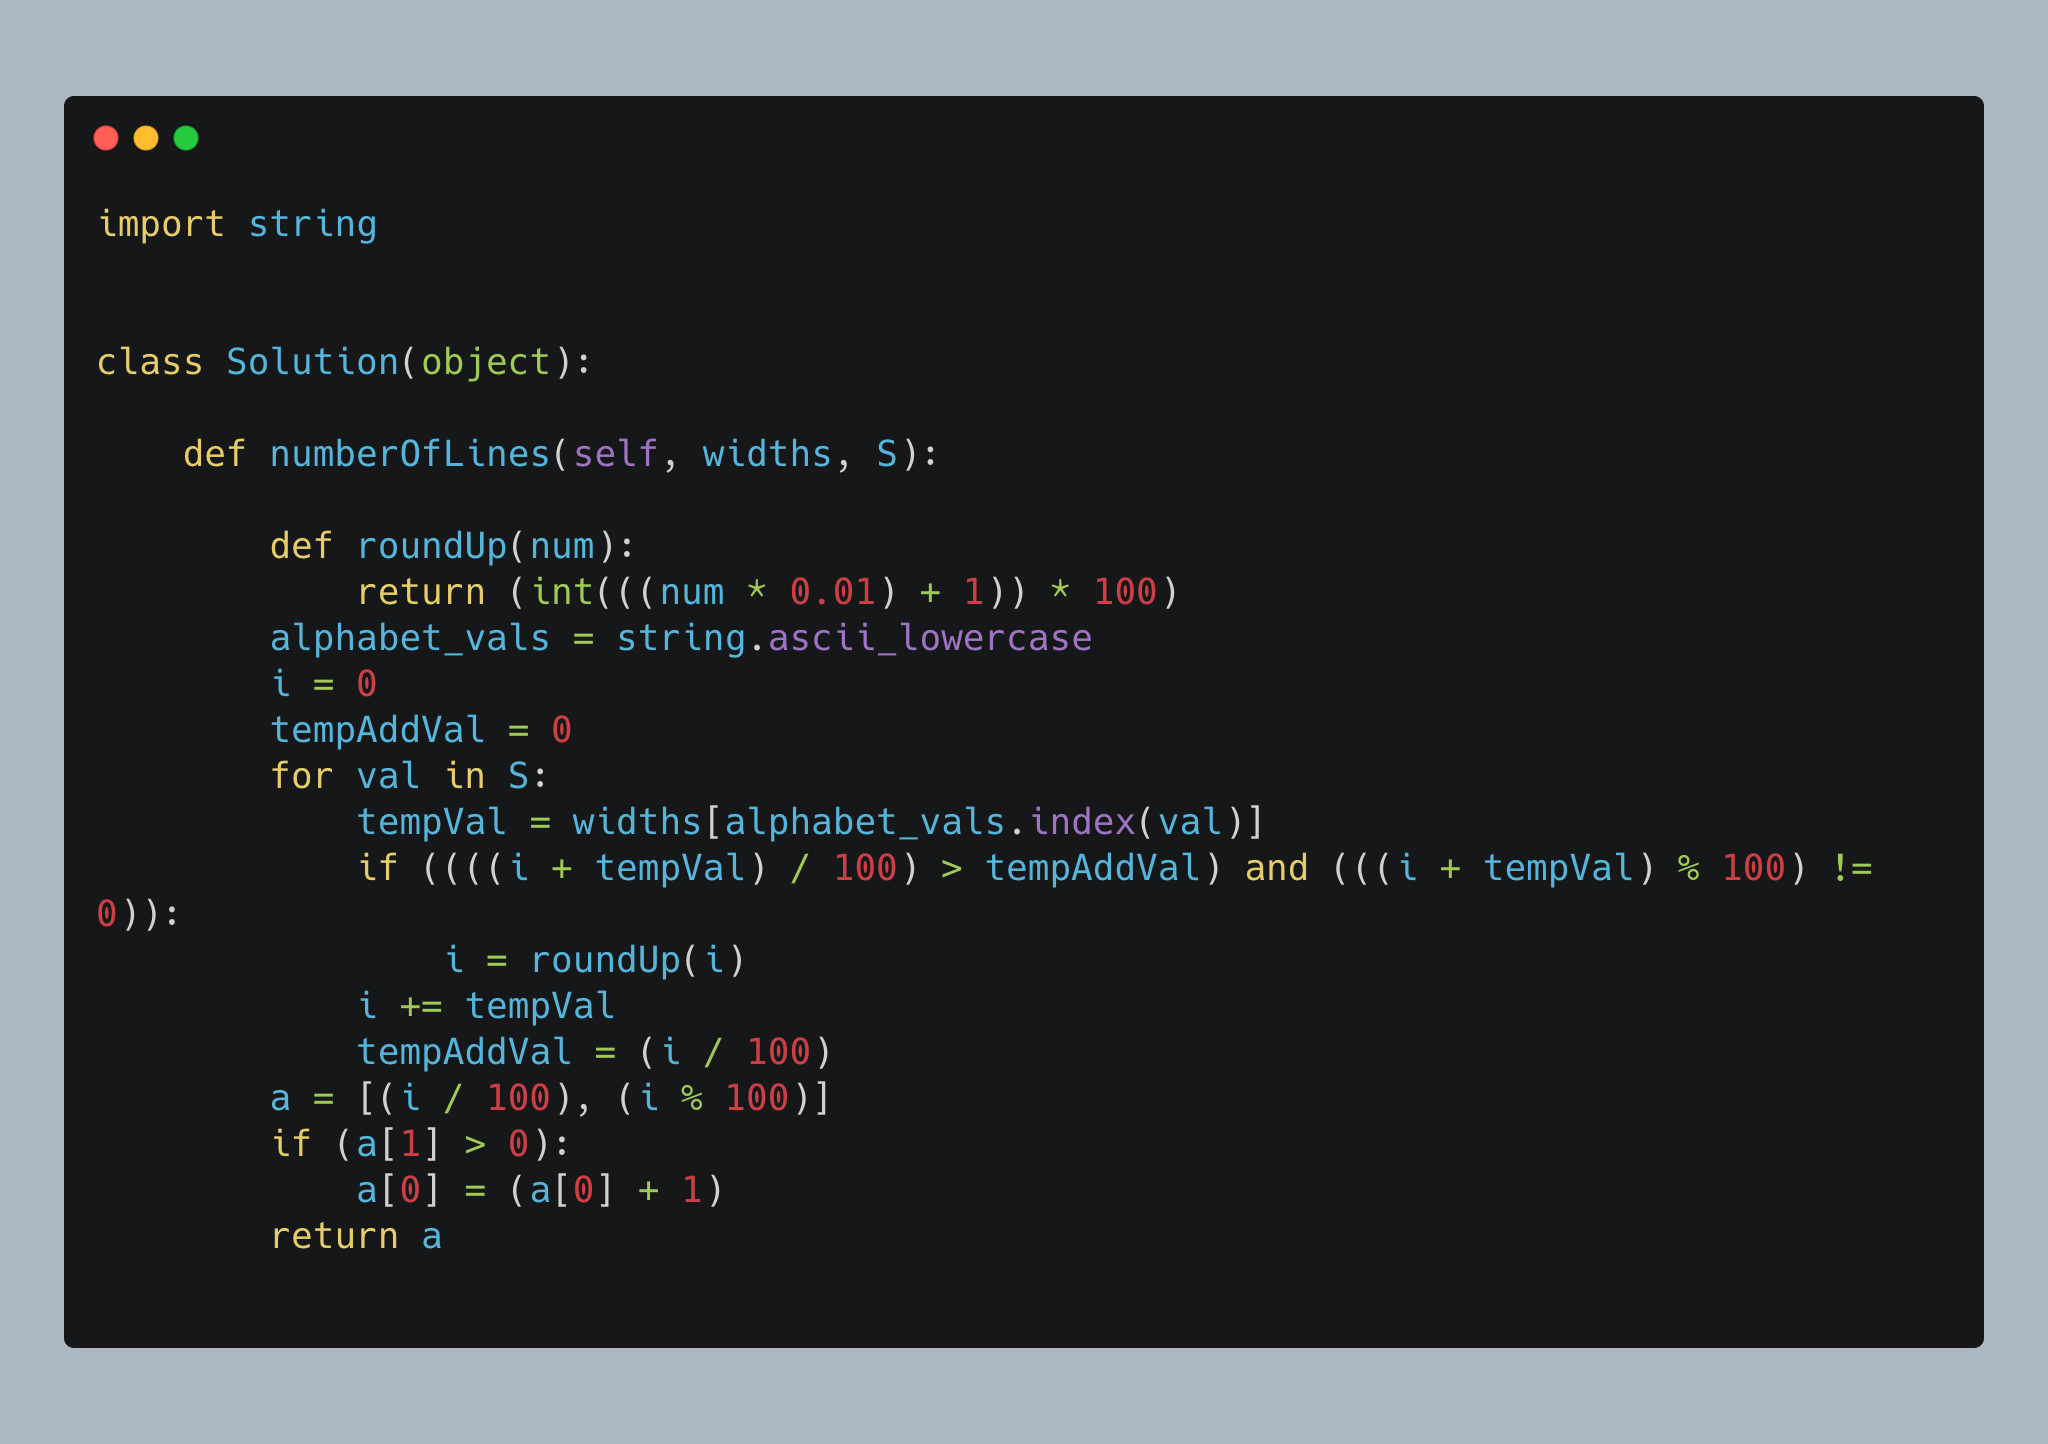 import string
class Solution(object):
    def numberOfLines(self, widths, S):
        def roundUp(num):
            return (int(((num * 0.01) + 1)) * 100)
        alphabet_vals = string.ascii_lowercase
        i = 0
        tempAddVal = 0
        for val in S:
            tempVal = widths[alphabet_vals.index(val)]
            if ((((i + tempVal) / 100) > tempAddVal) and (((i + tempVal) % 100) !=
0)):
                i = roundUp(i)
            i += tempVal
            tempAddVal = (i / 100)
        a = [(i / 100), (i % 100)]
        if (a[1] > 0):
            a[0] = (a[0] + 1)
        return a